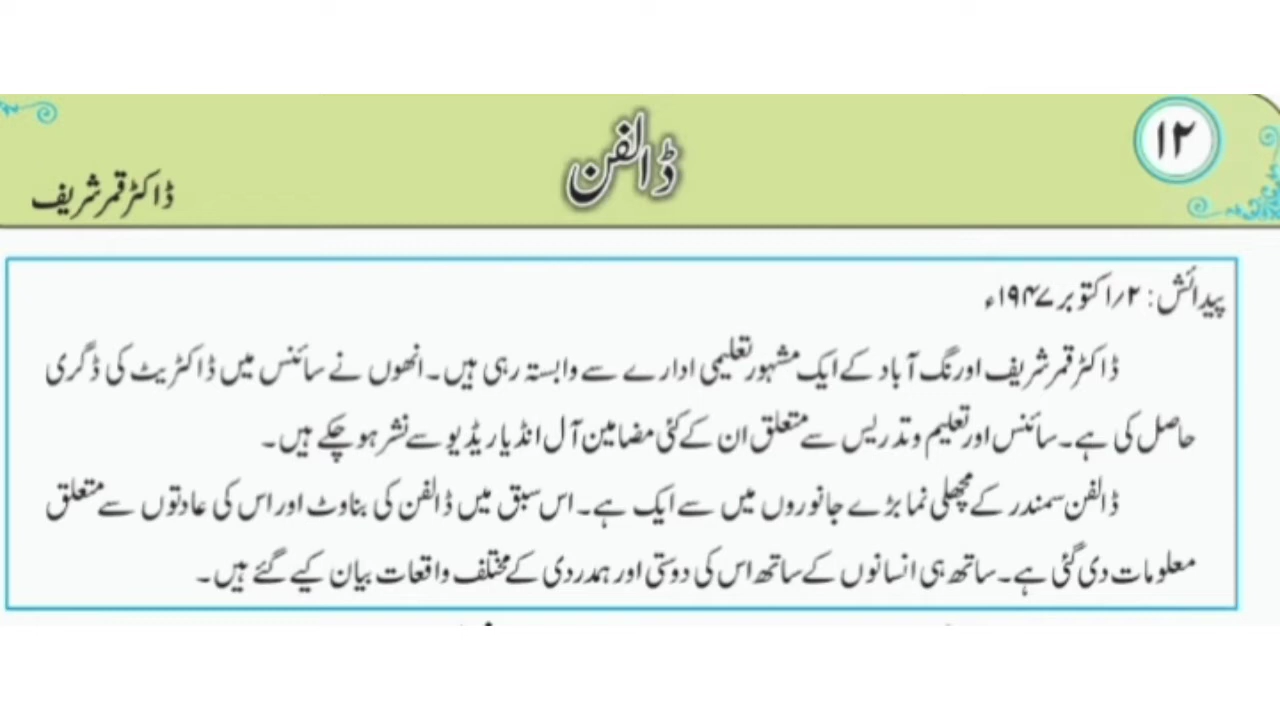 ۱۲
ڈالفن
ڈاکٹر قمر شریف
پیدائش: ۲/اکتوبر ۱۹۴۷ء
ڈاکٹر قمر شریف اورنگ آباد کے ایک مشہور تعلیمی ادارے سے وابستہ رہی ہیں۔ انھوں نے سائنس میں ڈاکٹریٹ کی ڈگری
حاصل کی ہے۔ سائنس اور تعلیم و تدریس سے متعلق ان کے کئی مضامین آل انڈیا ریڈیو سے نشر ہو چکے ہیں۔
ڈالفن سمندر کے مچھلی نما بڑے جانوروں میں سے ایک ہے۔ اس سبق میں ڈالفن کی بناوٹ اور اس کی عادتوں سے متعلق
معلومات دی گئی ہے۔ ساتھ ہی انسانوں کے ساتھ اس کی دوستی اور ہمدردی کے مختلف واقعات بیان کیے گئے ہیں۔